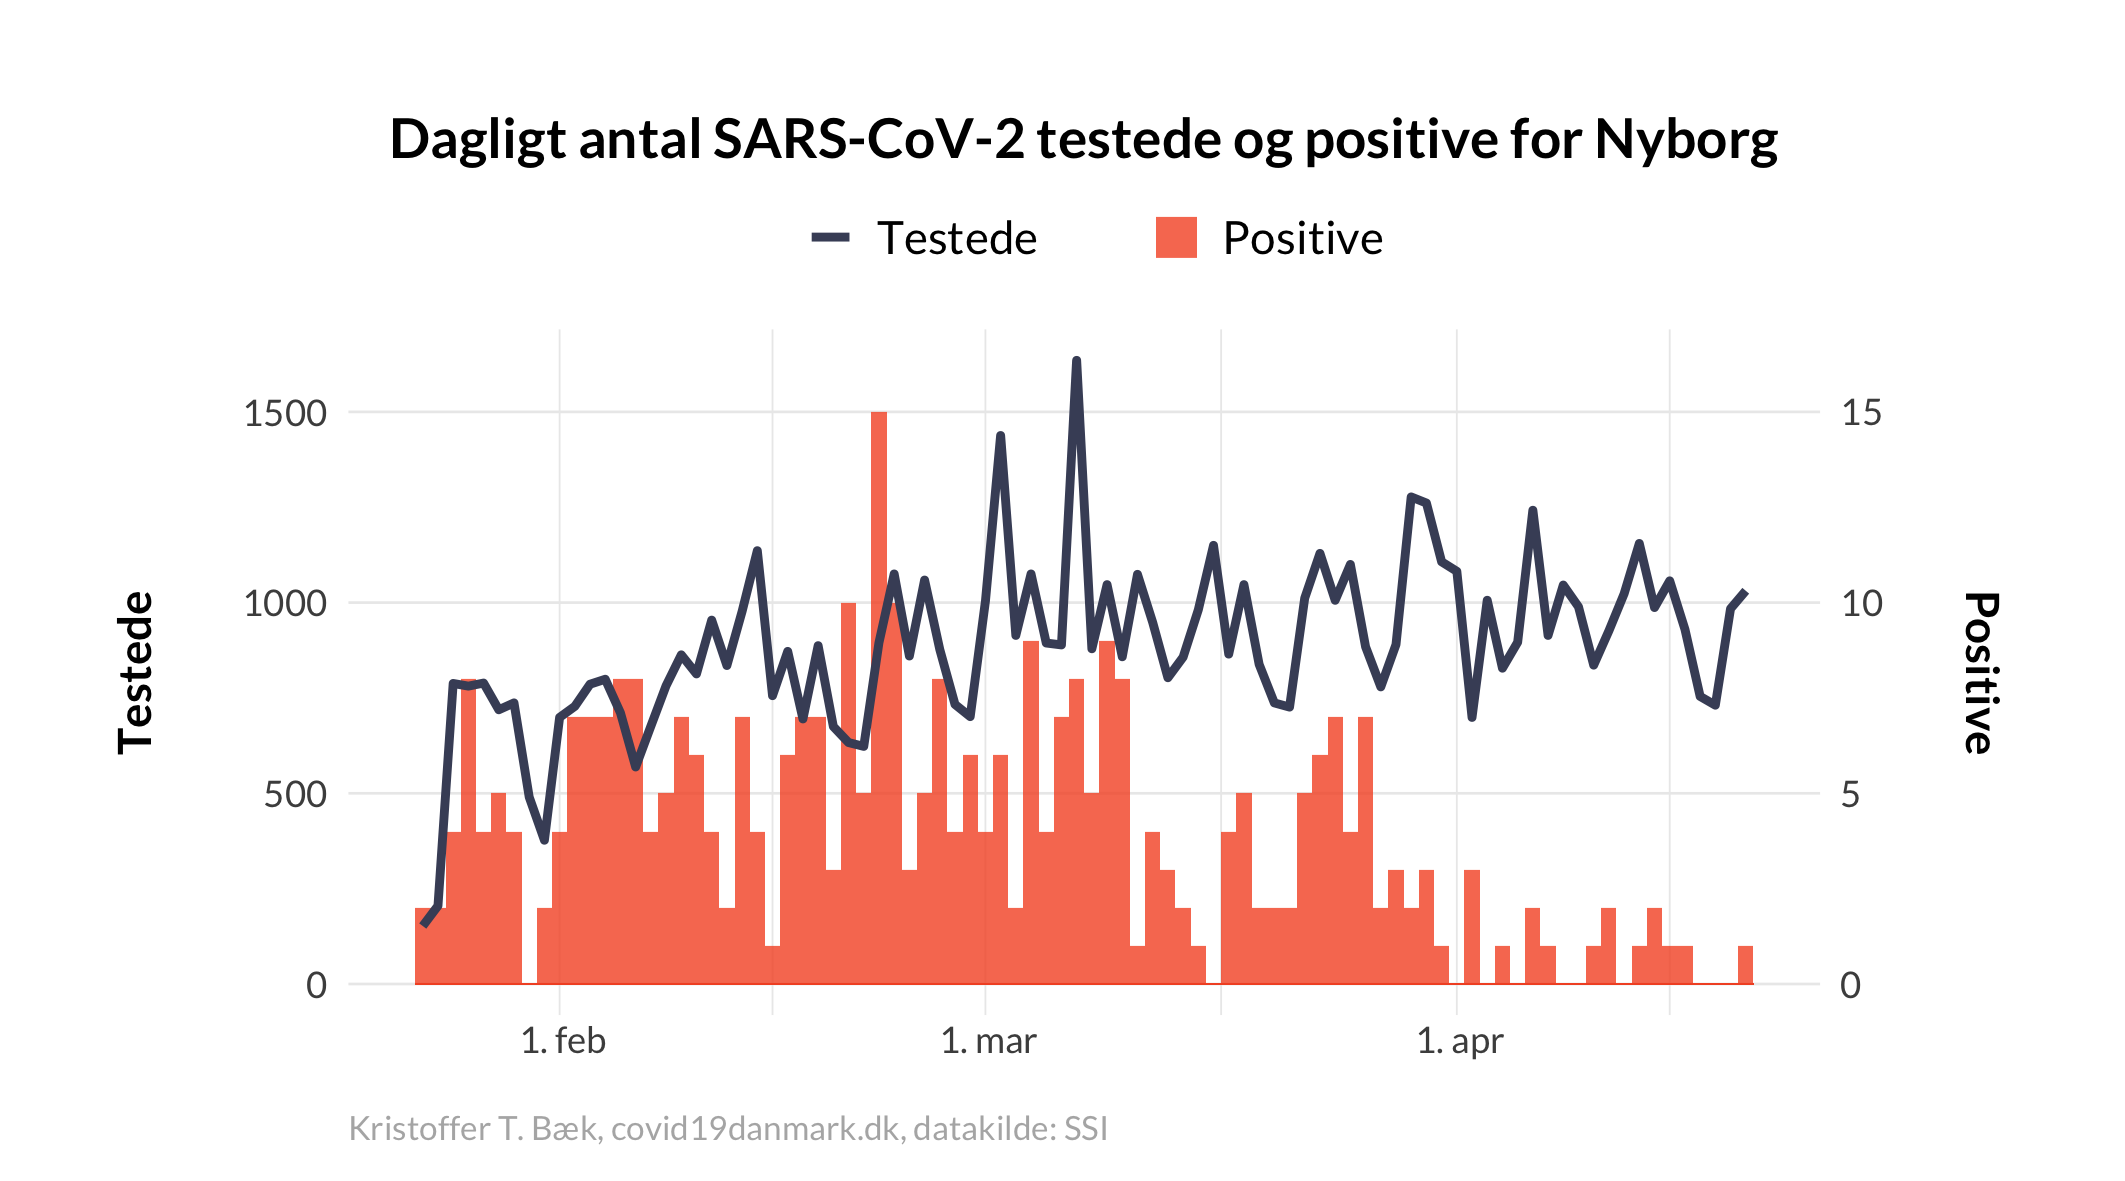 Dagligt antal SARS-CoV-2 testede og positive for Nyborg
Testede
Positive
1500
1000
500
0
Testede
15
10
5
0
Positive
1. feb
1. mar
1. apr
Kristoffer T. Bæk, covid19danmark.dk, datakilde: SSI